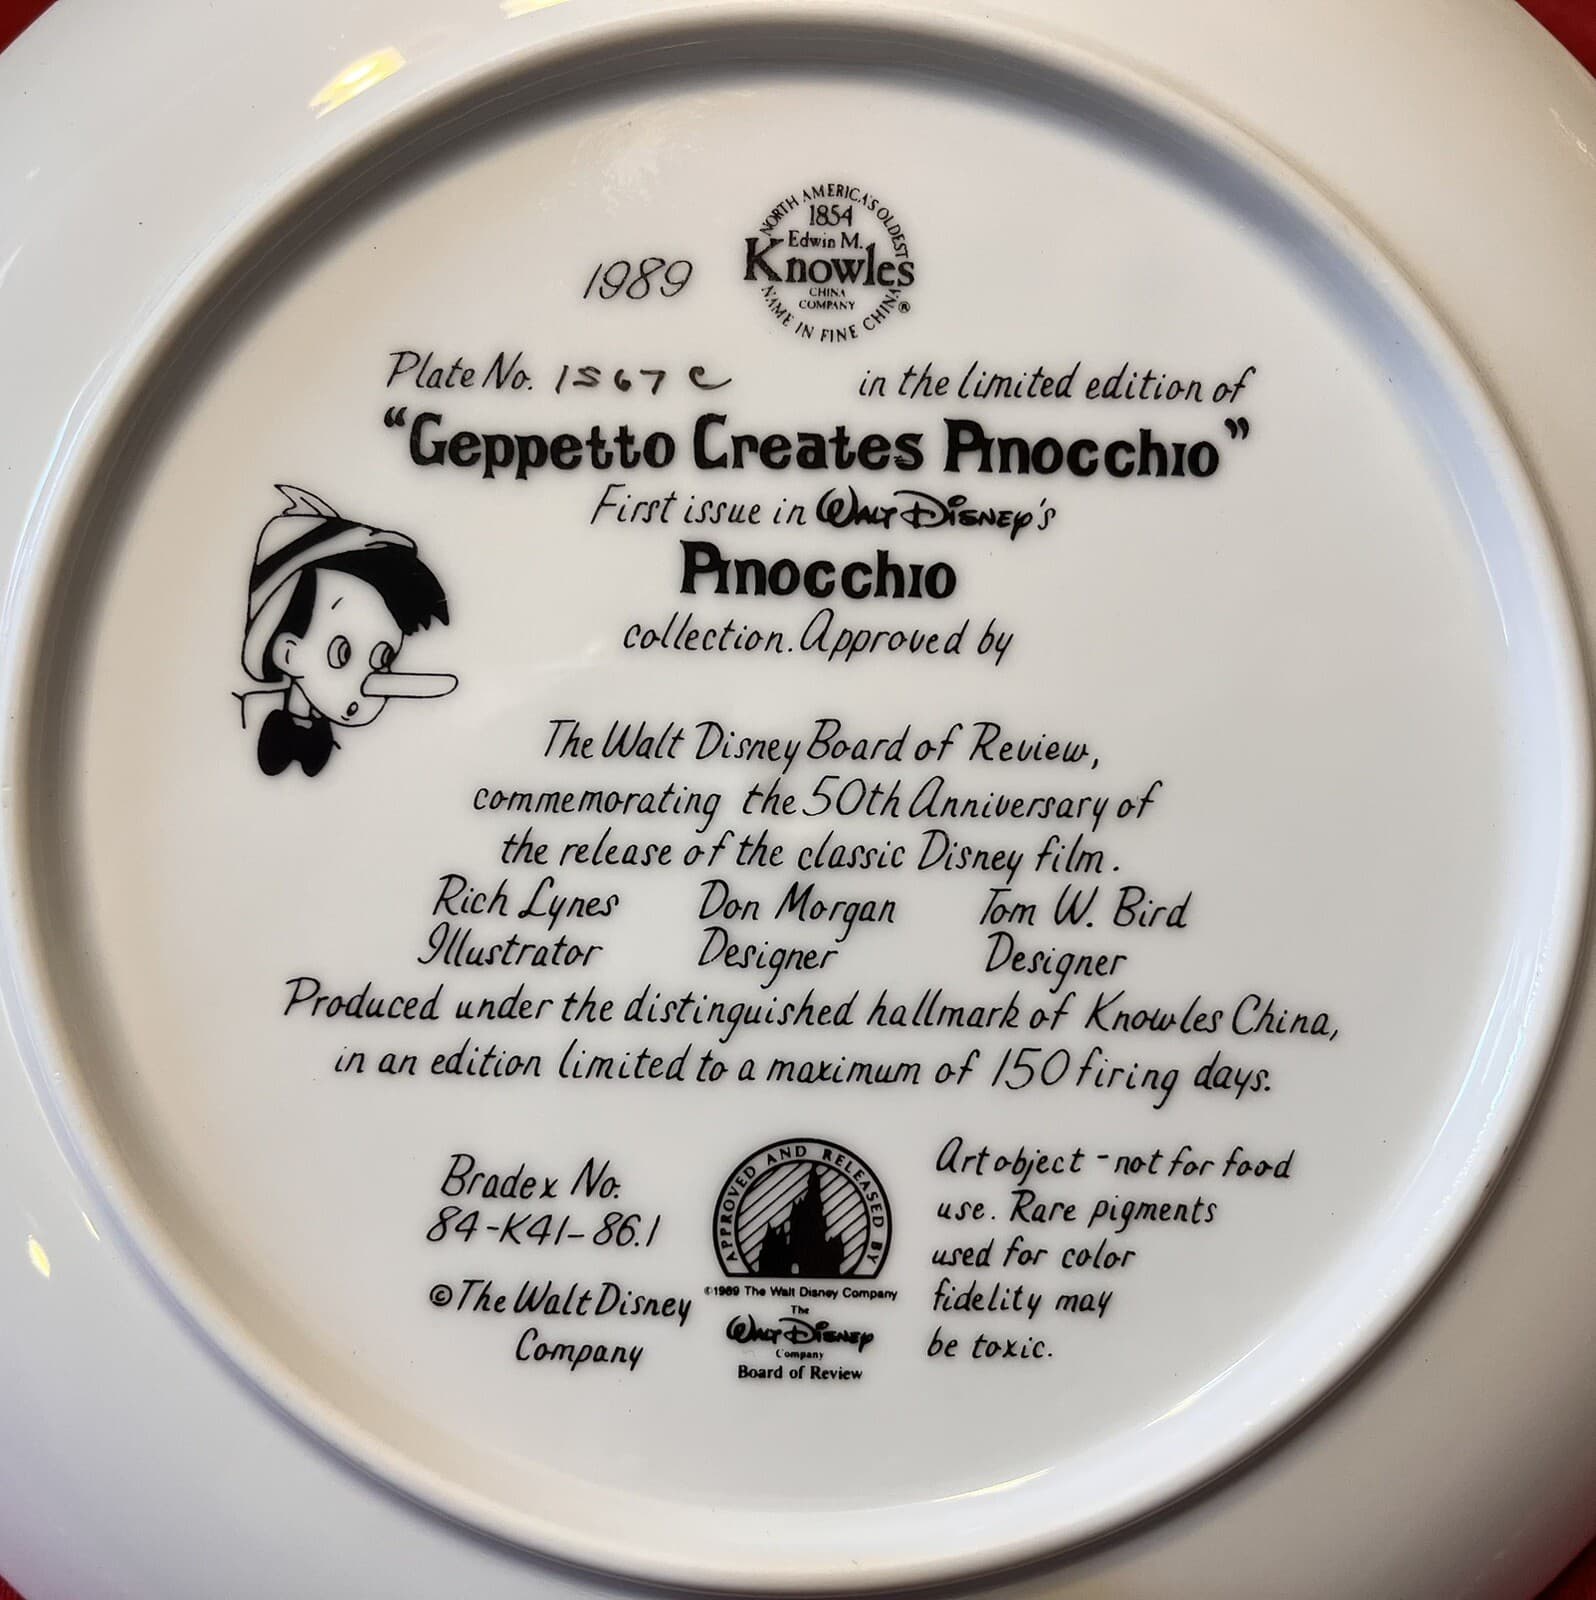 NORTH AMERICA'S OLDEST
1854
Edwin M.
Knowles
CHINA
COMPANY
NAME IN FINE CHINA ®
1989
Plate No. 1567 C in the limited edition of
"Geppetto Creates Pinocchio"
First issue in Walt Disney's
Pinocchio
collection. Approved by
The Walt Disney Board of Review,
commemorating the 50th Anniversary of
the release of the classic Disney film.
Rich Lynes Don Morgan Tom W. Bird
Illustrator Designer Designer
Produced under the distinguished hallmark of Knowles China,
in an edition limited to a maximum of 150 firing days.
Bradex No.
84-K41-86.1
©The Walt Disney
Company
APPROVED AND RELEASED BY
©1989 The Walt Disney Company
The
Walt Disney
Company
Board of Review
Art object - not for food
use. Rare pigments
used for color
fidelity may
be toxic.